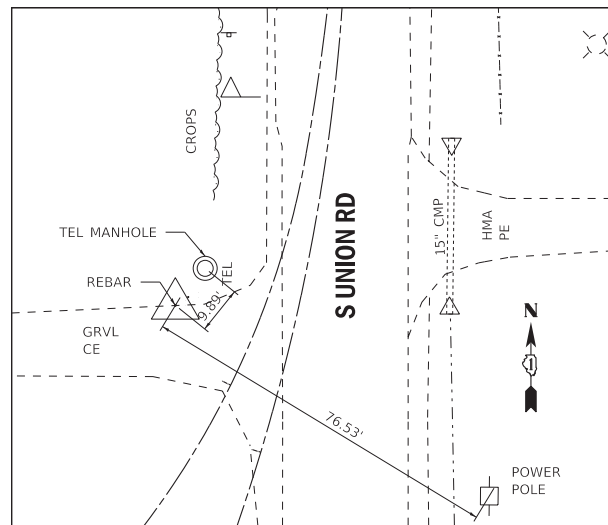 CROPS
TEL MANHOLE
TEL
REBAR
9.89'
GRVL
CE
S UNION RD
15" CMP
HMA
PE
N
1
76.53'
POWER
POLE